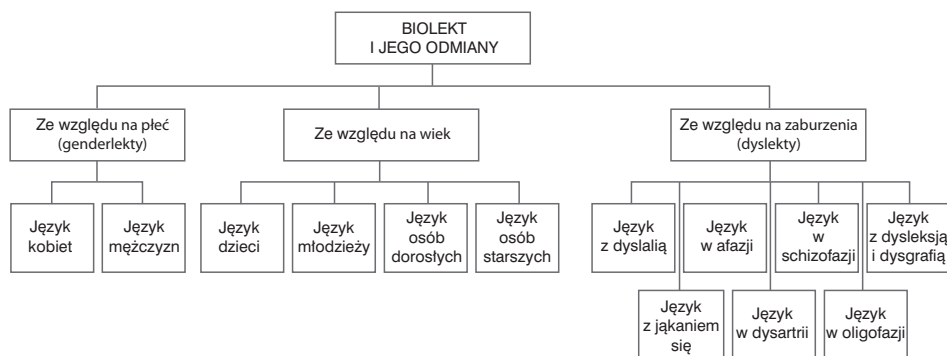 BIOLEKT
I JEGO ODMIANY
Ze względu na płeć
(genderlekty)
Ze względu na wiek
Ze względu na zaburzenia
(dyslekty)
Język
kobiet
Język
mężczyzn
Język
dzieci
Język
młodzieży
Język
osób
dorosłych
Język
osób
starszych
Język
z dyslalią
Język
w afazji
Język
w
schizofazji
Język
z dysleksją
i dysgrafią
Język
z jąkaniem
się
Język
w dysartrii
Język
w oligofazji